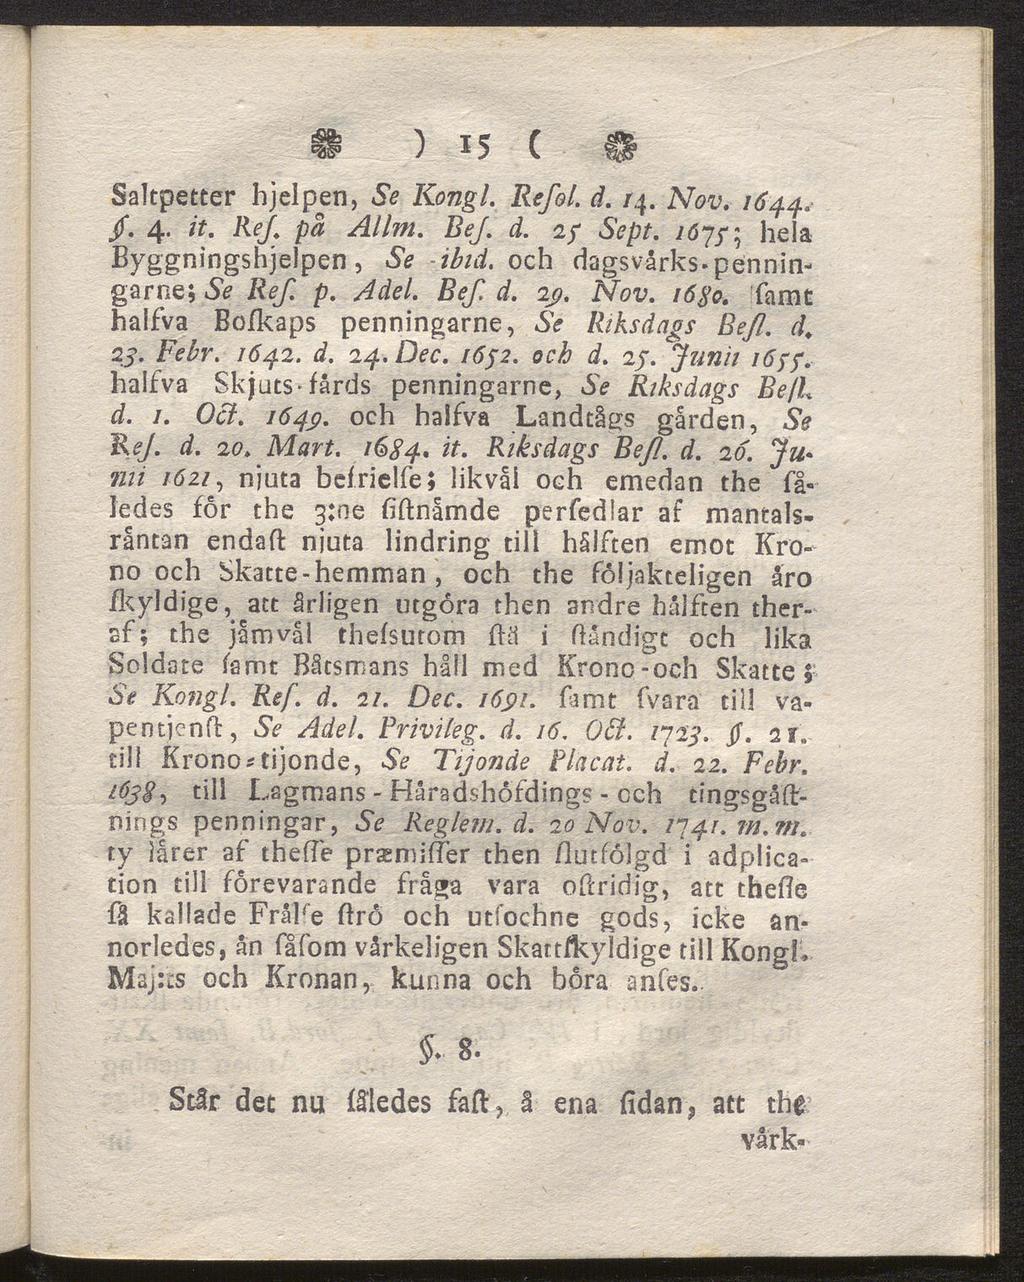 ) 15 (
Saltpetter hjelpen, Se Kongl. Reſol. d. 14. Nov. 1644.
§. 4. it. Reſ. på Allm. Beſ. d. 25 Sept. 1675; hela
Byggningshjelpen, Se ibid. och dagsvårks-pennin-
garne; Se Reſ. p. Adel. Beſ. d. 29. Nov. 1680. ſamt
halfva Boſkaps penningarne, Se Riksdags Beſl. d.
23. Febr. 1642. d. 24. Dec. 1652. och d. 25. Junii 1655.
halfva Skjuts-fårds penningarne, Se Riksdags Beſl.
d. 1. Oct. 1649. och halfva Landtågs gården, Se
Reſ. d. 20. Mart. 1684. it. Riksdags Beſl. d. 26. Ju-
nii 1621, njuta befrielſe; likvål och emedan the ſå-
ledes fór the 3:ne ſiſtnåmde perſedlar af mantals-
råntan endaſt njuta lindring till hålften emot Kro-
no och Skatte-hemman, och the fóljakteligen åro
ſkyldige, att årligen utgóra then andre hålften ther-
af; the jåmvål theſsutom ſtå i ſtåndigt och lika
Soldate ſamt Båtsmans håll med Krono-och Skatte;
Se Kongl. Reſ. d. 21. Dec. 1691. ſamt ſvara till va-
pentjenſt, Se Adel. Privileg. d. 16. Oct. 1723. §. 21.
till Krono-tijonde, Se Tijonde Placat. d. 22. Febr.
1638, till Lagmans-Håradshófdings-och tingsgåſt-
nings penningar, Se Reglem. d. 20 Nov. 1741. m. m.
ty lårer af theſſe præmiſſer then ſlutfólgd i adplica-
tion till fórevarande fråga vara oſtridig, att theſſe
ſå kallade Frålſe ſtró och utſochne gods, icke an-
norledes, ån ſåſom vårkeligen Skattſkyldige till Kongl.
Maj:ts och Kronan, kunna och bóra anſes.
§. 8.
Står det nu ſåledes faſt, å ena ſidan, att the
vårk-